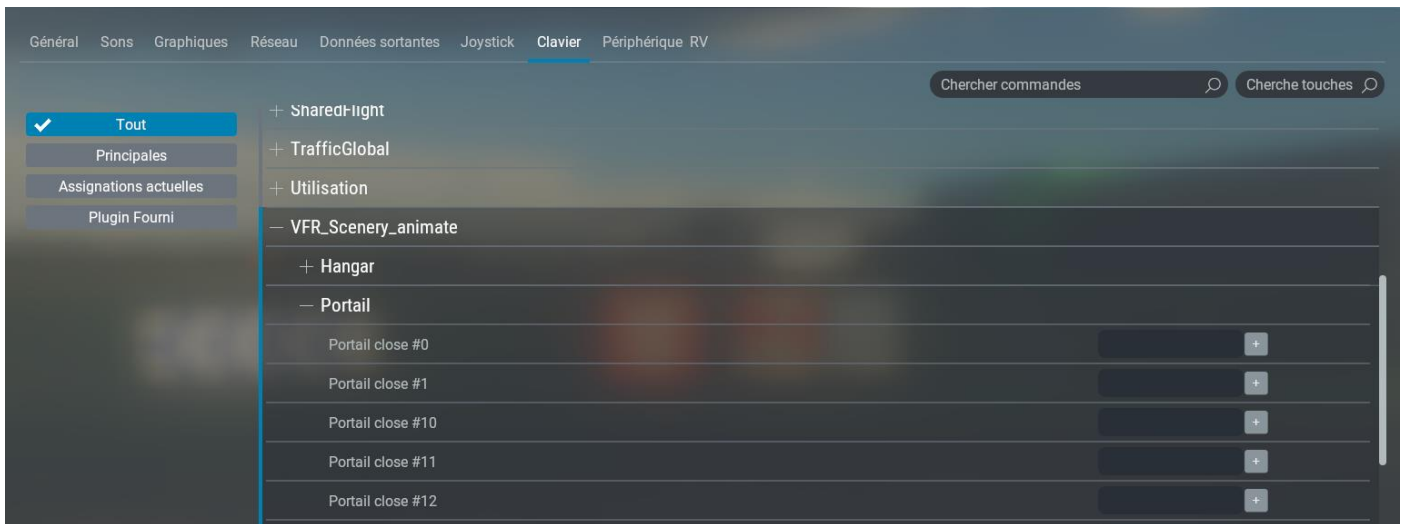 Général Sons Graphiques Réseau Données sortantes Joystick Clavier Périphérique RV
Chercher commandes Cherche touches
Tout
Principales
Assignations actuelles
Plugin Fourni
SharedFlight
TrafficGlobal
Utilisation
VFR_Scenery_animate
Hangar
Portail
Portail close #0
Portail close #1
Portail close #10
Portail close #11
Portail close #12